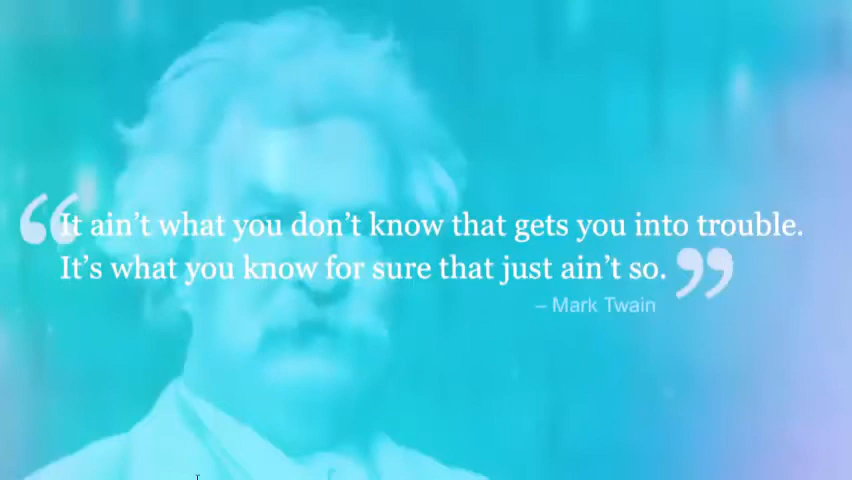 “It ain’t what you don’t know that gets you into trouble.
It’s what you know for sure that just ain’t so.”
– Mark Twain